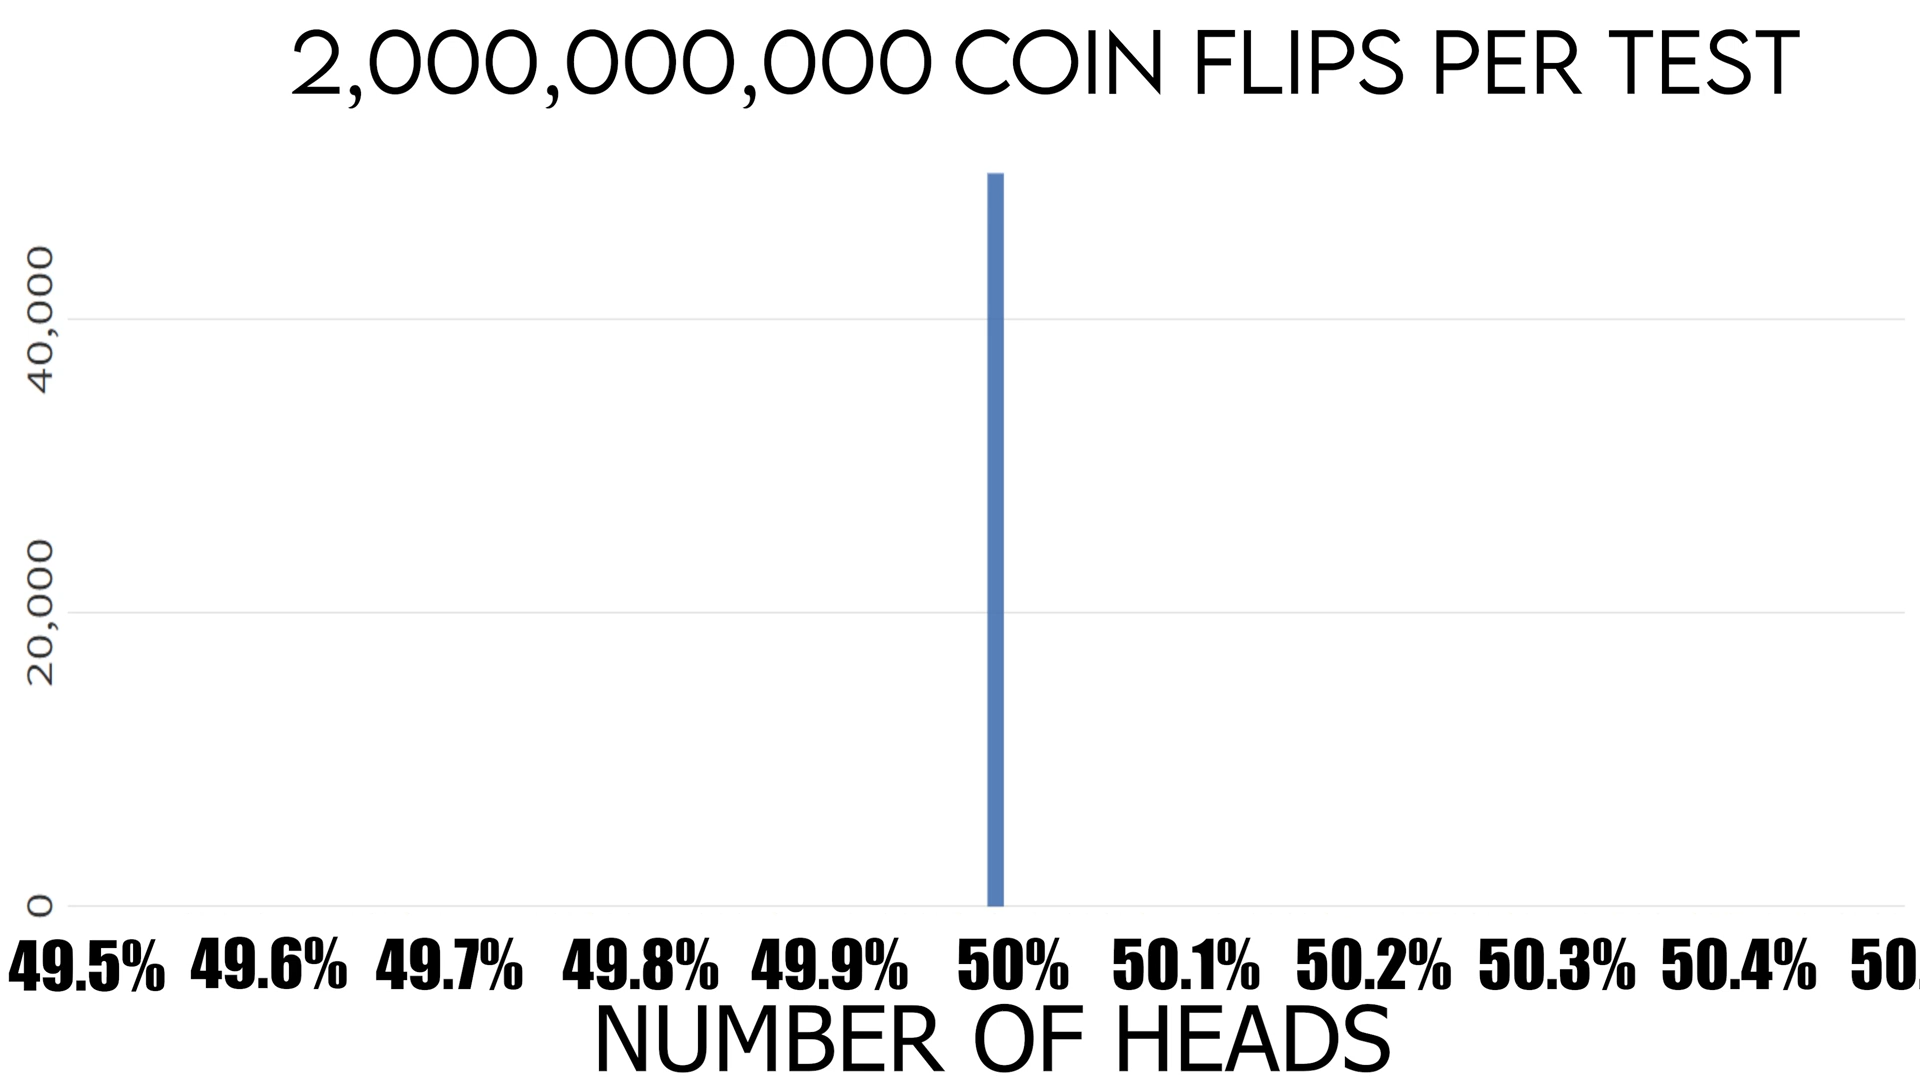 2,000,000,000 COIN FLIPS PER TEST
40,000
20,000
0
49.5% 49.6% 49.7% 49.8% 49.9% 50% 50.1% 50.2% 50.3% 50.4% 50.
NUMBER OF HEADS